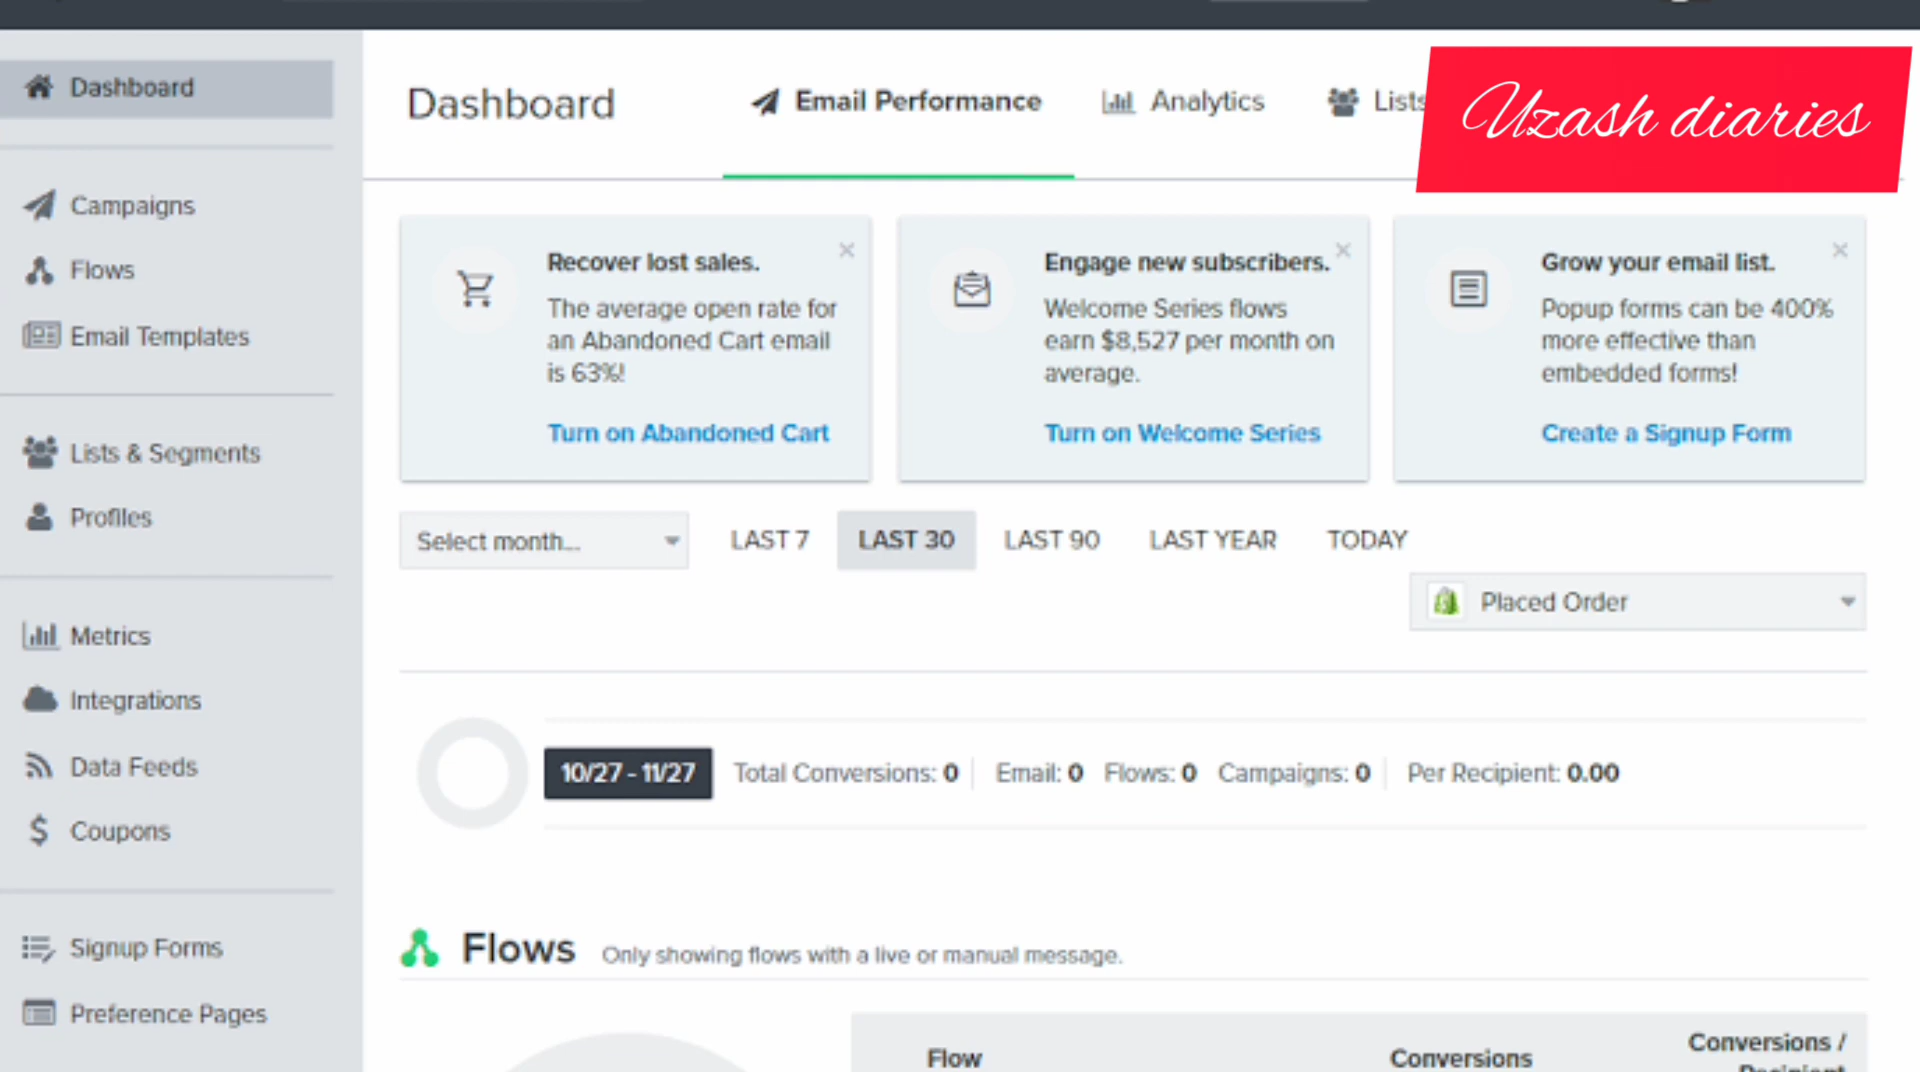 Dashboard
Campaigns
Flows
Email Templates
Lists & Segments
Profiles
Metrics
Integrations
Data Feeds
Coupons
Signup Forms
Preference Pages
Dashboard
Email Performance
Analytics
Lists
Uzash diaries
Recover lost sales.
The average open rate for
an Abandoned Cart email
is 63%!
Turn on Abandoned Cart
Engage new subscribers.
Welcome Series flows
earn $8,527 per month on
average.
Turn on Welcome Series
Grow your email list.
Popup forms can be 400%
more effective than
embedded forms!
Create a Signup Form
Select month... LAST 7 LAST 30 LAST 90 LAST YEAR TODAY
Placed Order
10/27 - 11/27 Total Conversions: 0 Email: 0 Flows: 0 Campaigns: 0 Per Recipient: 0.00
Flows Only showing flows with a live or manual message.
Flow Conversions Conversions /